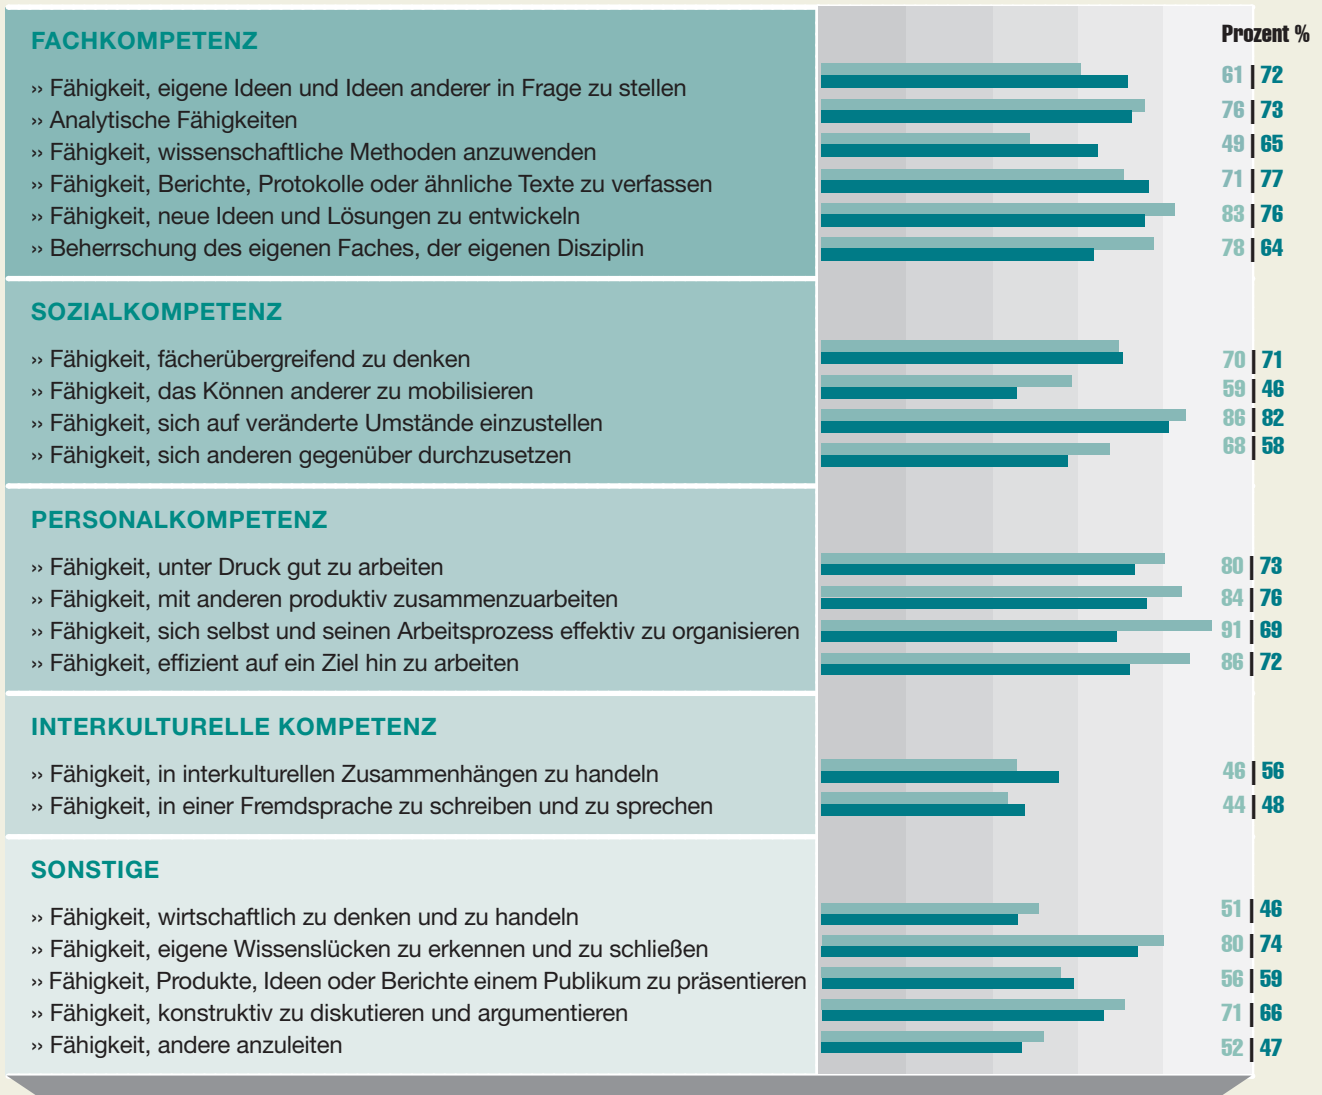 Prozent %
FACHKOMPETENZ
›› Fähigkeit, eigene Ideen und Ideen anderer in Frage zu stellen 61 | 72
›› Analytische Fähigkeiten 76 | 73
›› Fähigkeit, wissenschaftliche Methoden anzuwenden 49 | 65
›› Fähigkeit, Berichte, Protokolle oder ähnliche Texte zu verfassen 71 | 77
›› Fähigkeit, neue Ideen und Lösungen zu entwickeln 83 | 76
›› Beherrschung des eigenen Faches, der eigenen Disziplin 78 | 64
SOZIALKOMPETENZ
›› Fähigkeit, fächerübergreifend zu denken 70 | 71
›› Fähigkeit, das Können anderer zu mobilisieren 59 | 46
›› Fähigkeit, sich auf veränderte Umstände einzustellen 86 | 82
›› Fähigkeit, sich anderen gegenüber durchzusetzen 68 | 58
PERSONALKOMPETENZ
›› Fähigkeit, unter Druck gut zu arbeiten 80 | 73
›› Fähigkeit, mit anderen produktiv zusammenzuarbeiten 84 | 76
›› Fähigkeit, sich selbst und seinen Arbeitsprozess effektiv zu organisieren 91 | 69
›› Fähigkeit, effizient auf ein Ziel hin zu arbeiten 86 | 72
INTERKULTURELLE KOMPETENZ
›› Fähigkeit, in interkulturellen Zusammenhängen zu handeln 46 | 56
›› Fähigkeit, in einer Fremdsprache zu schreiben und zu sprechen 44 | 48
SONSTIGE
›› Fähigkeit, wirtschaftlich zu denken und zu handeln 51 | 46
›› Fähigkeit, eigene Wissenslücken zu erkennen und zu schließen 80 | 74
›› Fähigkeit, Produkte, Ideen oder Berichte einem Publikum zu präsentieren 56 | 59
›› Fähigkeit, konstruktiv zu diskutieren und argumentieren 71 | 66
›› Fähigkeit, andere anzuleiten 52 | 47